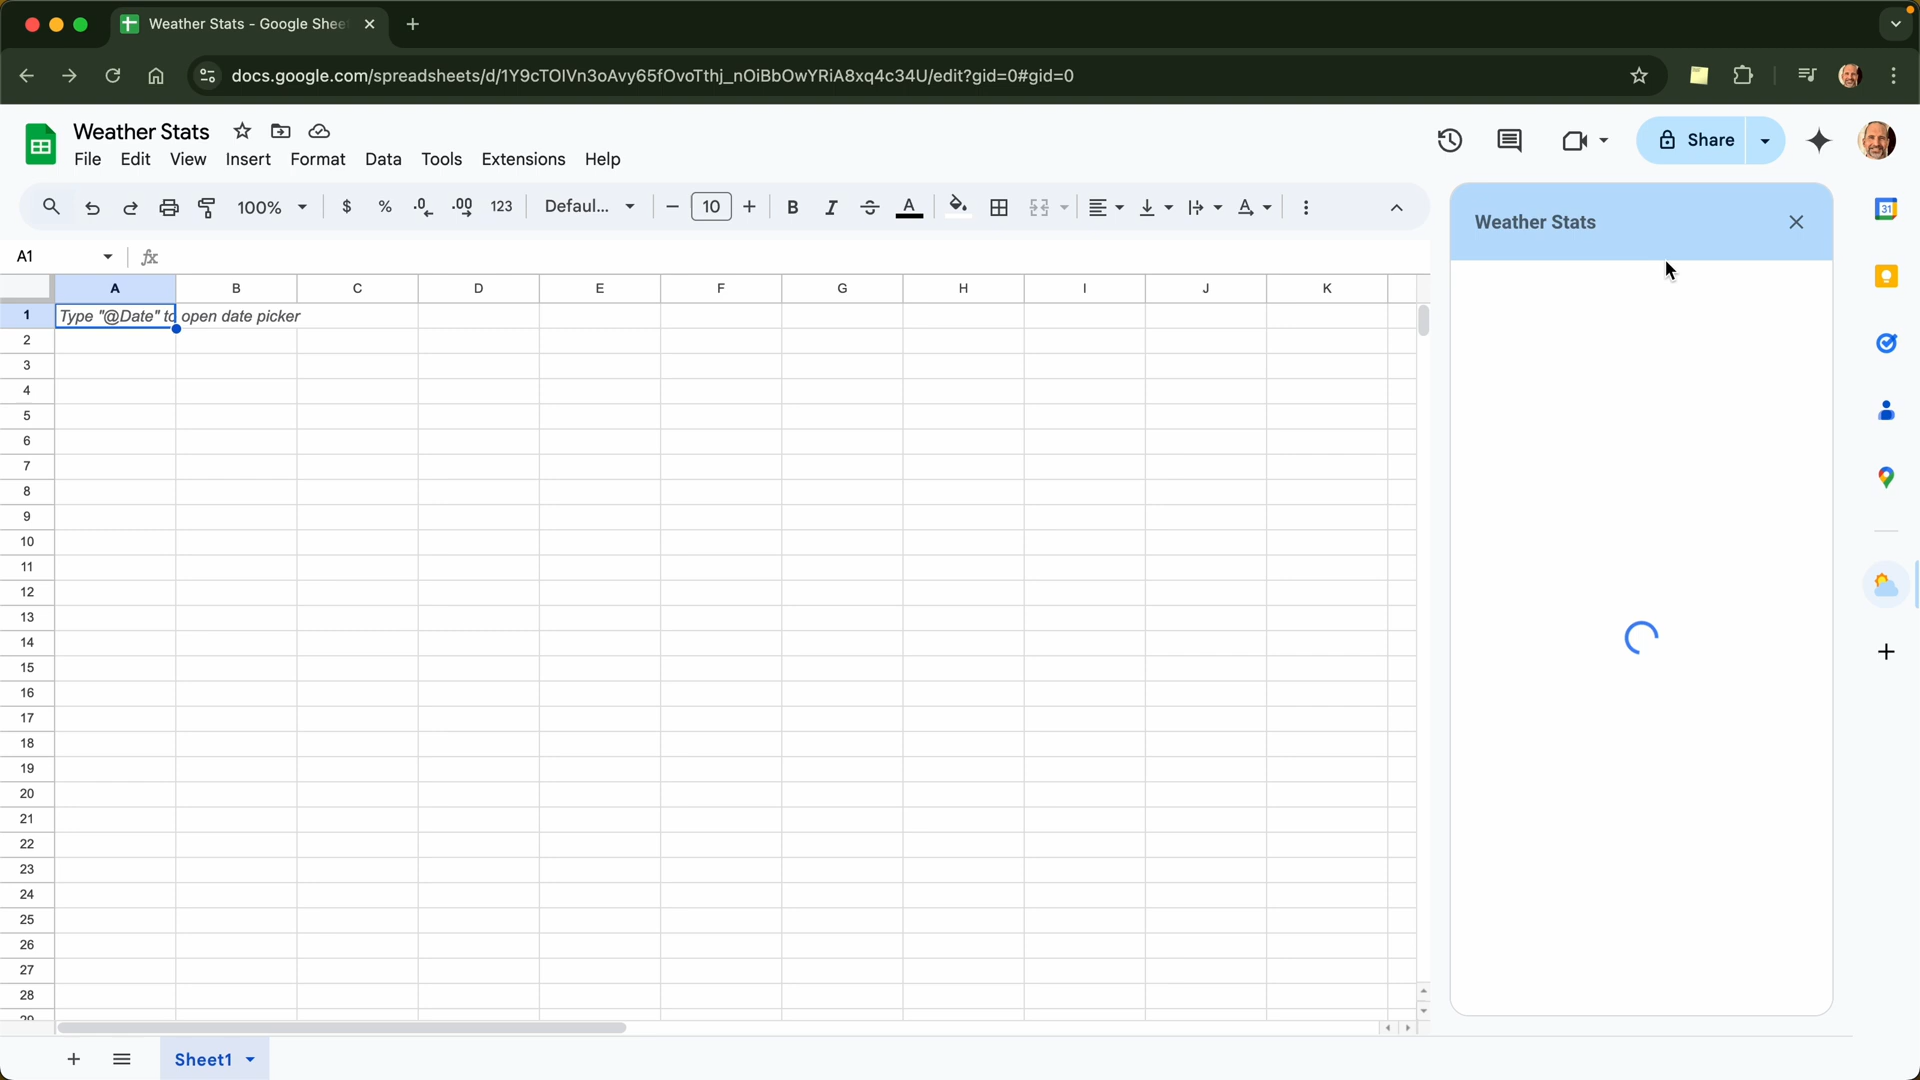 Weather Stats - Google Shee
docs.google.com/spreadsheets/d/1Y9cTOIVn3oAvy65fOvoTthj_nOiBbOwYRiA8xq4c34U/edit?gid=0#gid=0
Weather Stats
File Edit View Insert Format Data Tools Extensions Help
Share
100% $ % .0 .00 123 Defaul... 10 B I S A A
A1 fx
Weather Stats
31
A B C D E F G H I J K
1 Type "@Date" to open date picker
2
3
4
5
6
7
8
9
10
11
12
13
14
15
16
17
18
19
20
21
22
23
24
25
26
27
28
29
Sheet1